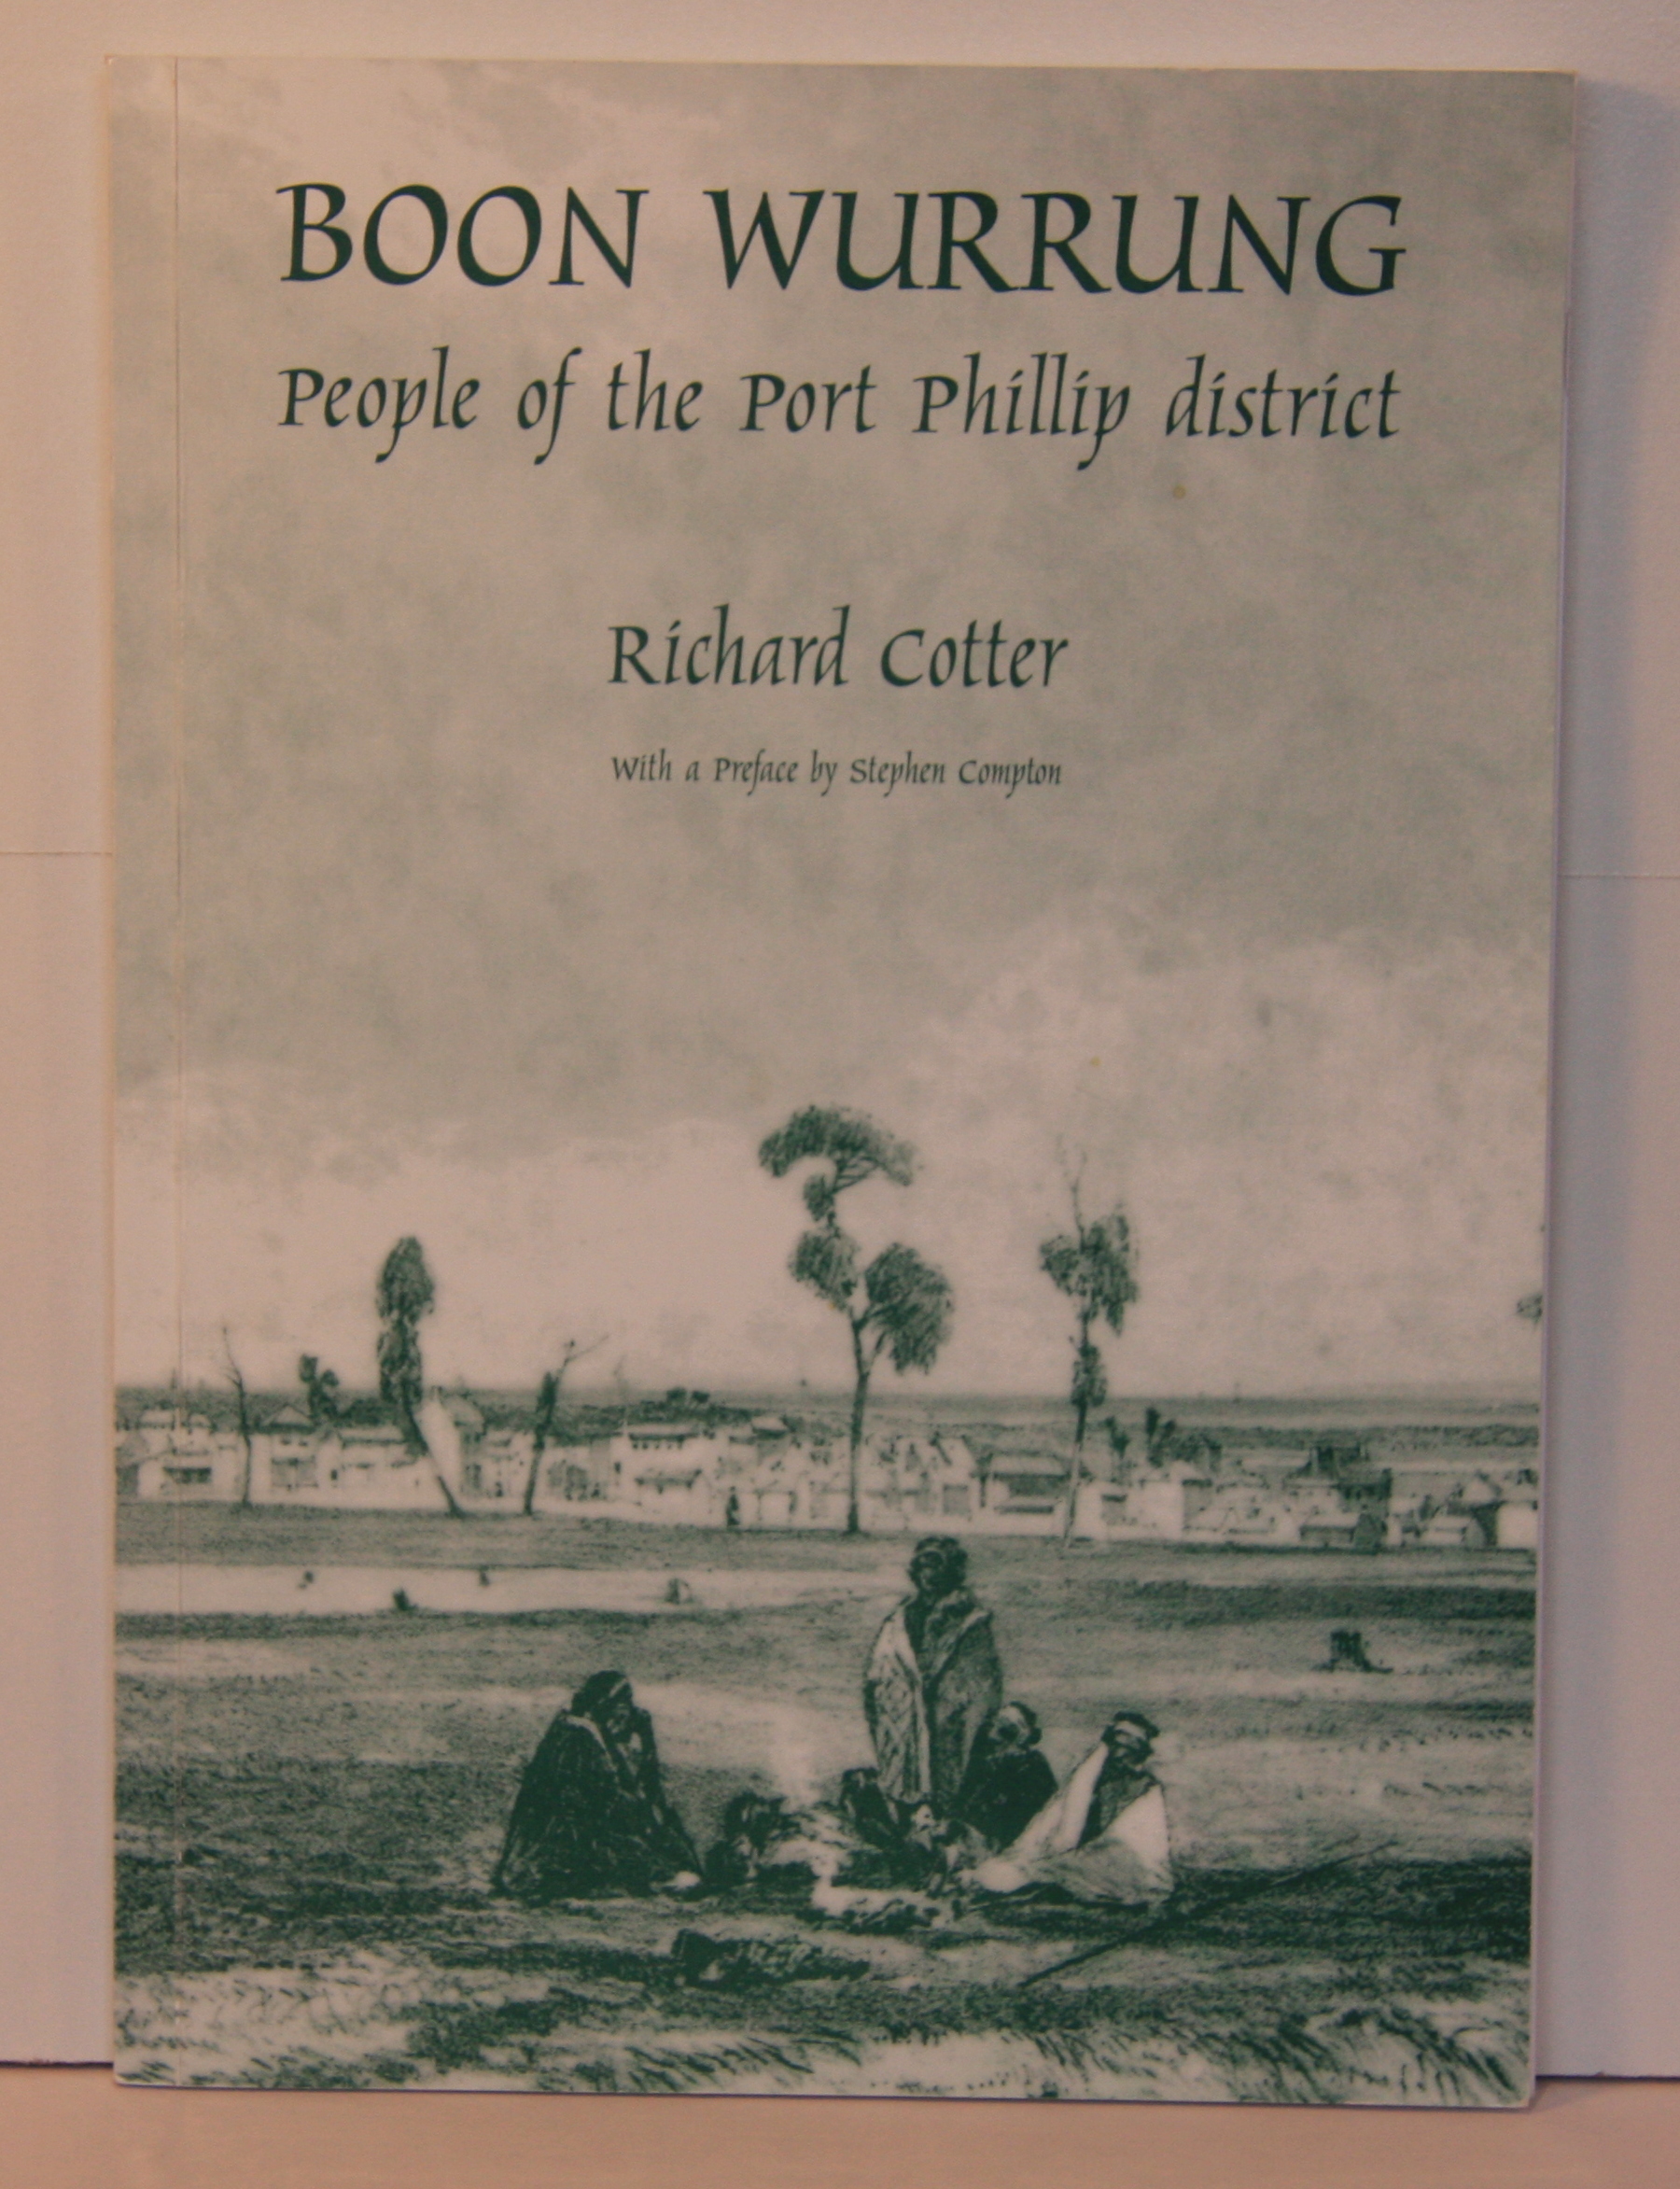 BOON WURRUNG
People of the Port Phillip district
Richard Cotter
With a Preface by Stephen Compton